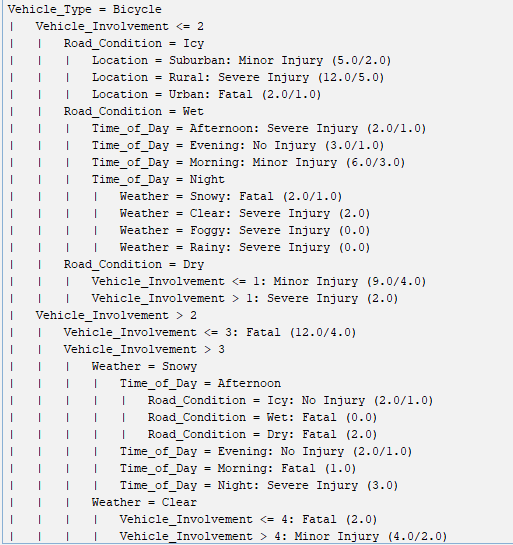 Vehicle_Type = Bicycle
|   Vehicle_Involvement <= 2
|   |   Road_Condition = Icy
|   |   |   Location = Suburban: Minor Injury (5.0/2.0)
|   |   |   Location = Rural: Severe Injury (12.0/5.0)
|   |   |   Location = Urban: Fatal (2.0/1.0)
|   |   Road_Condition = Wet
|   |   |   Time_of_Day = Afternoon: Severe Injury (2.0/1.0)
|   |   |   Time_of_Day = Evening: No Injury (3.0/1.0)
|   |   |   Time_of_Day = Morning: Minor Injury (6.0/3.0)
|   |   |   Time_of_Day = Night
|   |   |   |   Weather = Snowy: Fatal (2.0/1.0)
|   |   |   |   Weather = Clear: Severe Injury (2.0)
|   |   |   |   Weather = Foggy: Severe Injury (0.0)
|   |   |   |   Weather = Rainy: Severe Injury (0.0)
|   |   Road_Condition = Dry
|   |   |   Vehicle_Involvement <= 1: Minor Injury (9.0/4.0)
|   |   |   Vehicle_Involvement > 1: Severe Injury (2.0)
|   Vehicle_Involvement > 2
|   |   Vehicle_Involvement <= 3: Fatal (12.0/4.0)
|   |   Vehicle_Involvement > 3
|   |   |   Weather = Snowy
|   |   |   |   Time_of_Day = Afternoon
|   |   |   |   |   Road_Condition = Icy: No Injury (2.0/1.0)
|   |   |   |   |   Road_Condition = Wet: Fatal (0.0)
|   |   |   |   |   Road_Condition = Dry: Fatal (2.0)
|   |   |   |   Time_of_Day = Evening: No Injury (2.0/1.0)
|   |   |   |   Time_of_Day = Morning: Fatal (1.0)
|   |   |   |   Time_of_Day = Night: Severe Injury (3.0)
|   |   |   Weather = Clear
|   |   |   |   Vehicle_Involvement <= 4: Fatal (2.0)
|   |   |   |   Vehicle_Involvement > 4: Minor Injury (4.0/2.0)